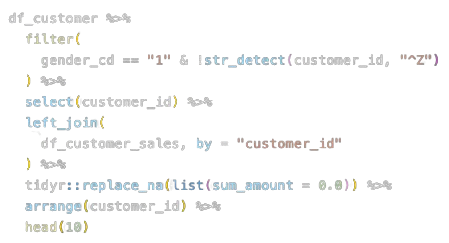 df_customer %>%
filter(
gender_cd == "1" & !str_detect(customer_id, "^Z")
) %>%
select(customer_id) %>%
left_join(
df_customer_sales, by = "customer_id"
) %>%
tidyr::replace_na(list(sum_amount = 0.0)) %>%
arrange(customer_id) %>%
head(10)